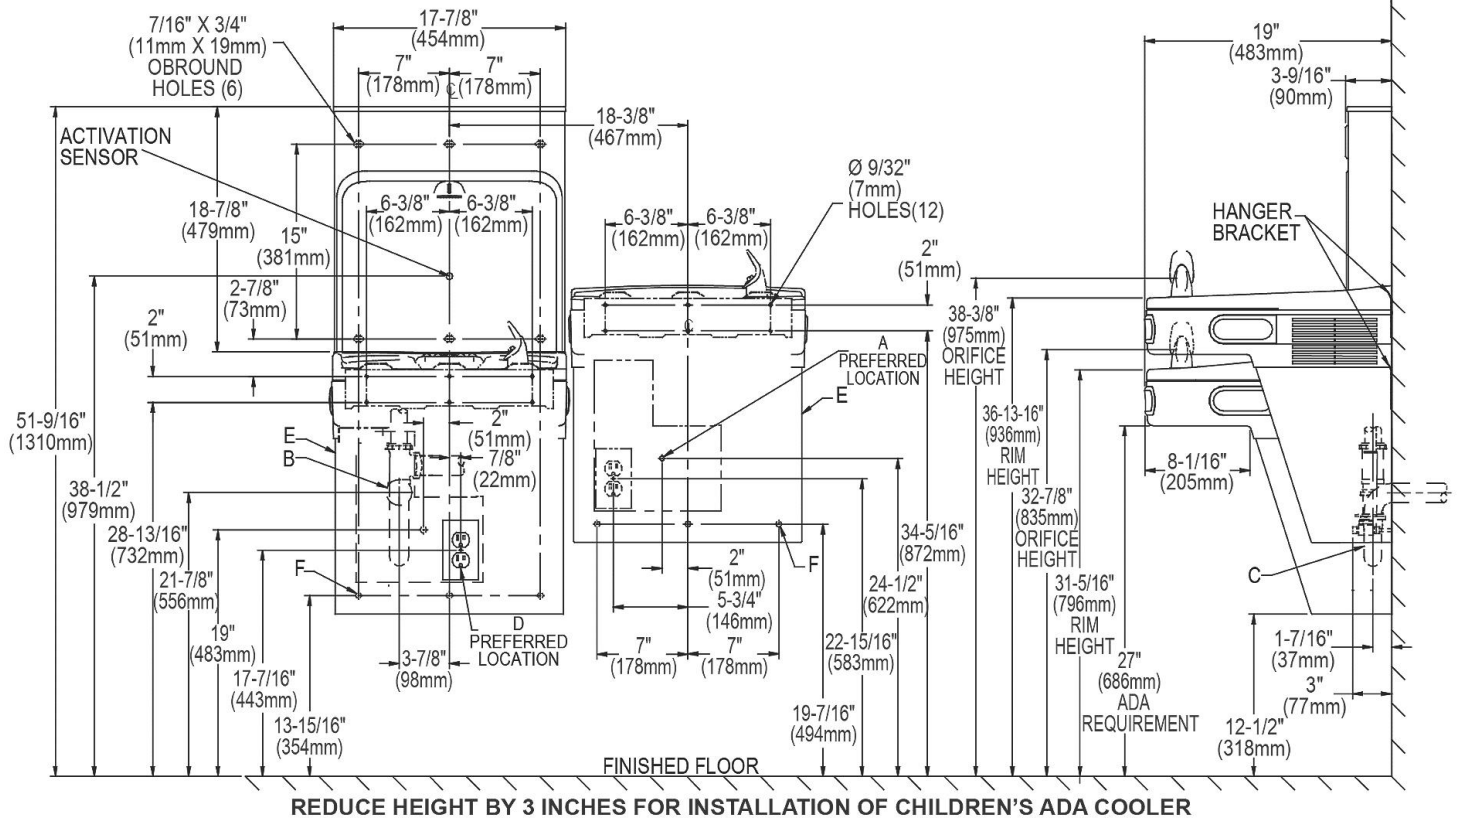 7/16" X 3/4"
(11mm X 19mm)
OBROUND
HOLES (6)
17-7/8"
(454mm)
7"
(178mm)
7"
(178mm)
℄
19"
(483mm)
3-9/16"
(90mm)
ACTIVATION
SENSOR
18-3/8"
(467mm)
Ø 9/32"
(7mm)
HOLES(12)
18-7/8"
(479mm)
6-3/8"
(162mm)
6-3/8"
(162mm)
6-3/8"
(162mm)
6-3/8"
(162mm)
HANGER
BRACKET
15"
(381mm)
2"
(51mm)
2-7/8"
(73mm)
2"
(51mm)
℄
38-3/8"
(975mm)
ORIFICE
HEIGHT
A
PREFERRED
LOCATION
E
51-9/16"
(1310mm)
36-13-16"
(936mm)
RIM
HEIGHT
2"
(51mm)
E
B
7/8"
(22mm)
8-1/16"
(205mm)
38-1/2"
(979mm)
32-7/8"
(835mm)
ORIFICE
HEIGHT
28-13/16"
(732mm)
34-5/16"
(872mm)
21-7/8"
(556mm)
F
2"
(51mm)
F
24-1/2"
(622mm)
31-5/16"
(796mm)
RIM
HEIGHT
C
5-3/4"
(146mm)
19"
(483mm)
D
PREFERRED
LOCATION
7"
(178mm)
7"
(178mm)
22-15/16"
(583mm)
1-7/16"
(37mm)
3-7/8"
(98mm)
27"
(686mm)
ADA
REQUIREMENT
17-7/16"
(443mm)
3"
(77mm)
13-15/16"
(354mm)
19-7/16"
(494mm)
12-1/2"
(318mm)
FINISHED FLOOR
REDUCE HEIGHT BY 3 INCHES FOR INSTALLATION OF CHILDREN'S ADA COOLER